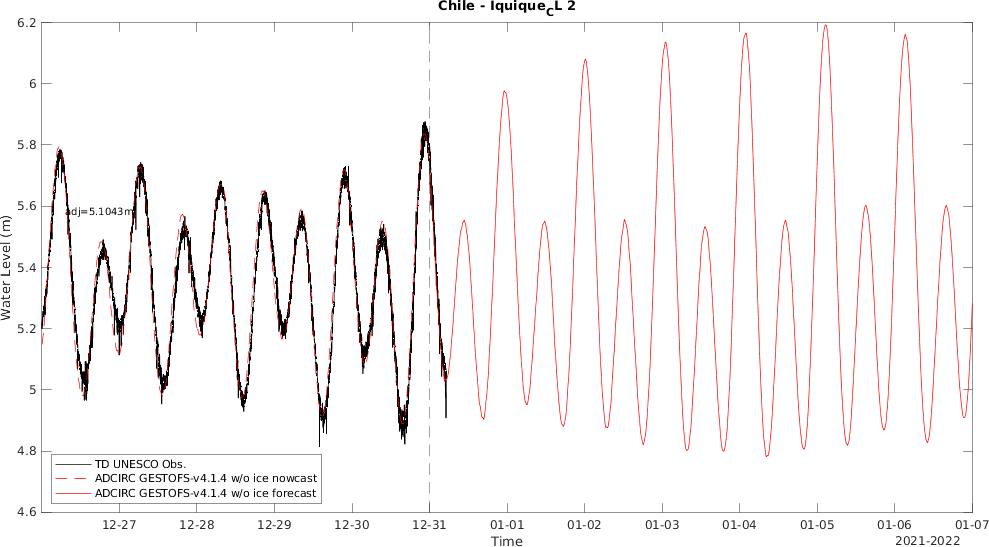 Chile - Iquique_CL 2
Water Level (m)
6.2
6
5.8
5.6
5.4
5.2
5
4.8
4.6
adj=5.1043m
TD UNESCO Obs.
ADCIRC GESTOFS-v4.1.4 w/o ice nowcast
ADCIRC GESTOFS-v4.1.4 w/o ice forecast
12-27 12-28 12-29 12-30 12-31 01-01 01-02 01-03 01-04 01-05 01-06 01-07
Time
2021-2022